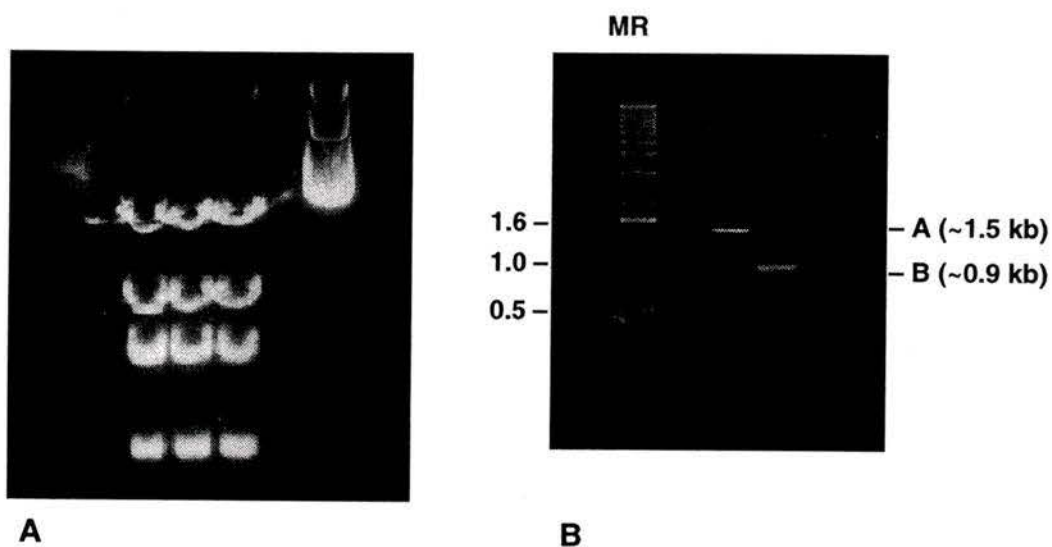 MR
1.6 –
1.0 –
0.5 –
– A (~1.5 kb)
– B (~0.9 kb)
A
B